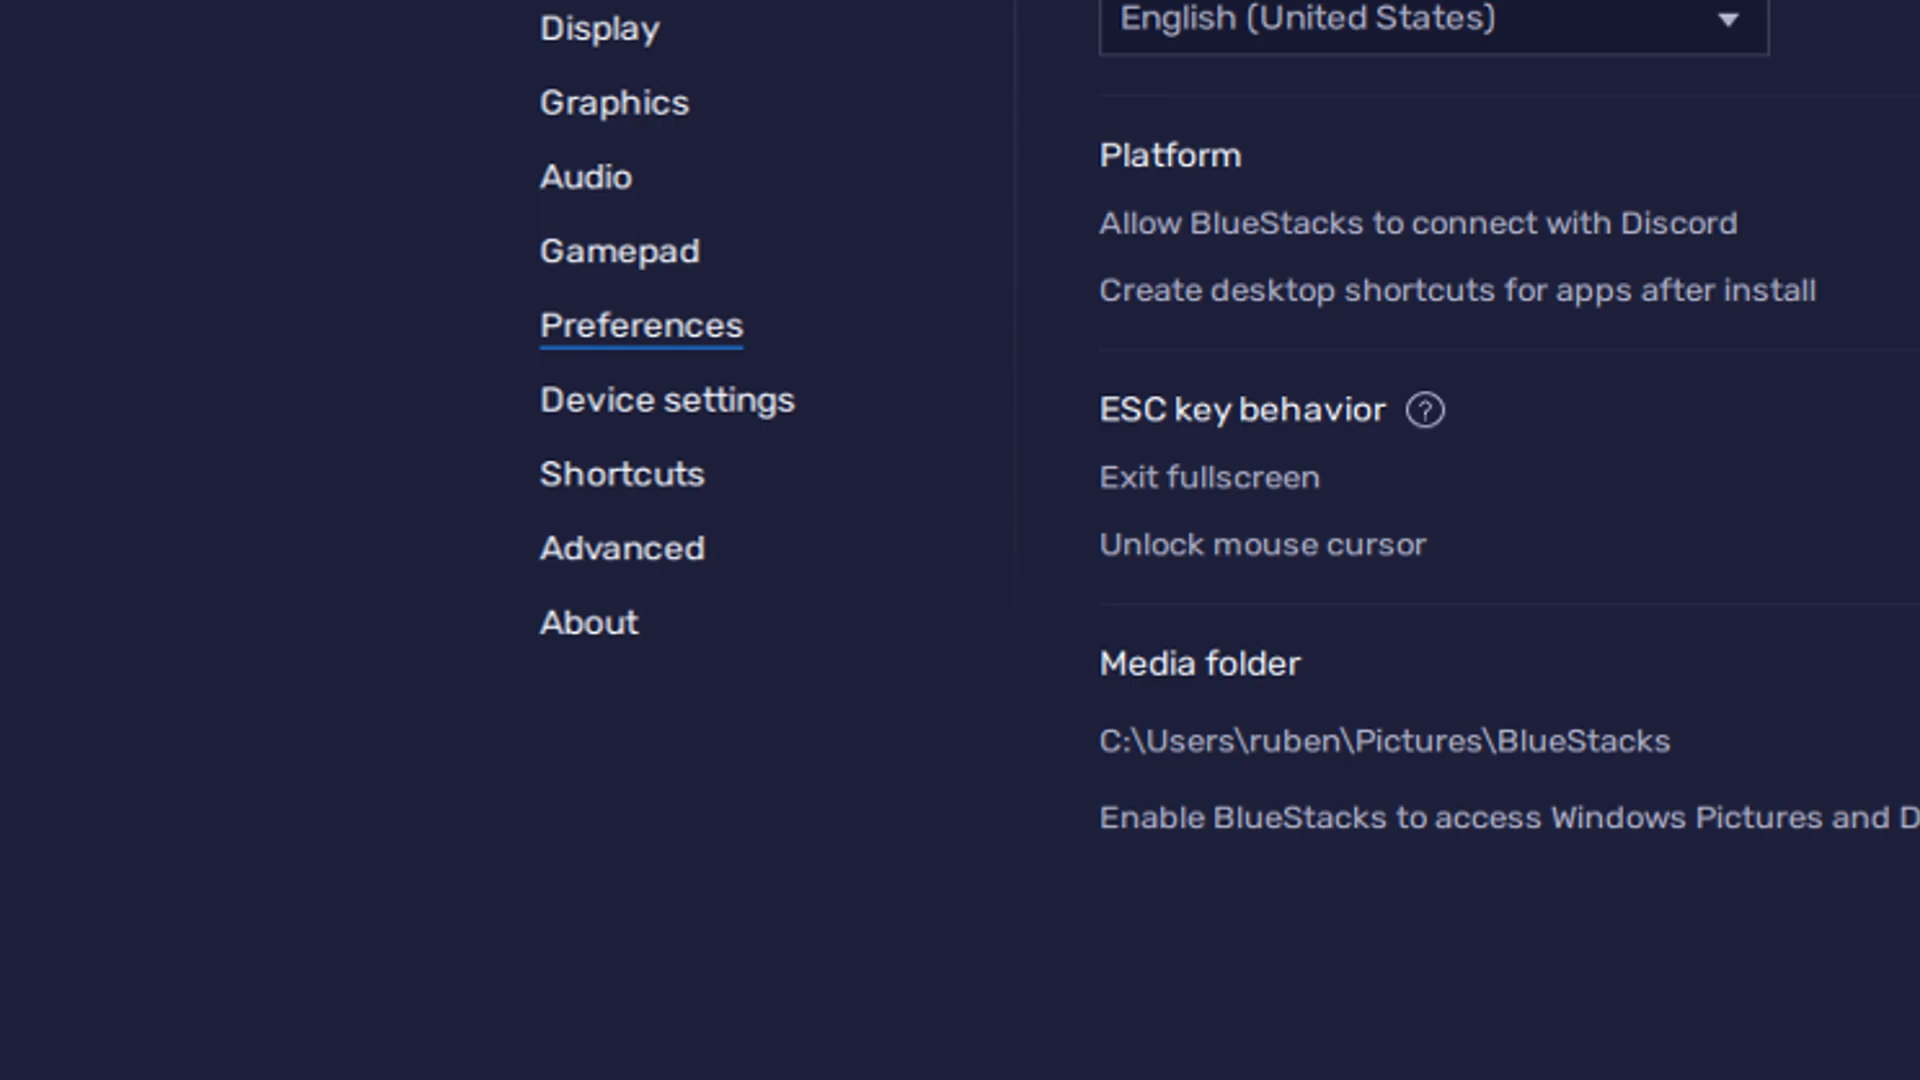 Display
Graphics
Audio
Gamepad
Preferences
Device settings
Shortcuts
Advanced
About
English (United States)
Platform
Allow BlueStacks to connect with Discord
Create desktop shortcuts for apps after install
ESC key behavior ?
Exit fullscreen
Unlock mouse cursor
Media folder
C:\Users\ruben\Pictures\BlueStacks
Enable BlueStacks to access Windows Pictures and D